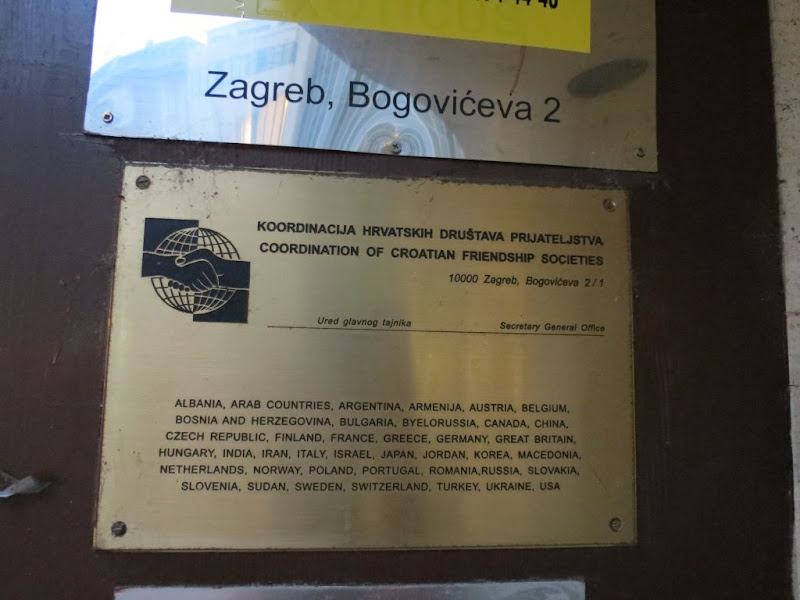 Zagreb, Bogovićeva 2
KOORDINACIJA HRVATSKIH DRUŠTAVA PRIJATELJSTVA
COORDINATION OF CROATIAN FRIENDSHIP SOCIETIES
10000 Zagreb, Bogovićeva 2/1
Ured glavnog tajnika Secretary General Office
ALBANIA, ARAB COUNTRIES, ARGENTINA, ARMENIJA, AUSTRIA, BELGIUM,
BOSNIA AND HERZEGOVINA, BULGARIA, BYELORUSSIA, CANADA, CHINA,
CZECH REPUBLIC, FINLAND, FRANCE, GREECE, GERMANY, GREAT BRITAIN,
HUNGARY, INDIA, IRAN, ITALY, ISRAEL, JAPAN, JORDAN, KOREA, MACEDONIA,
NETHERLANDS, NORWAY, POLAND, PORTUGAL, ROMANIA,RUSSIA, SLOVAKIA,
SLOVENIA, SUDAN, SWEDEN, SWITZERLAND, TURKEY, UKRAINE, USA